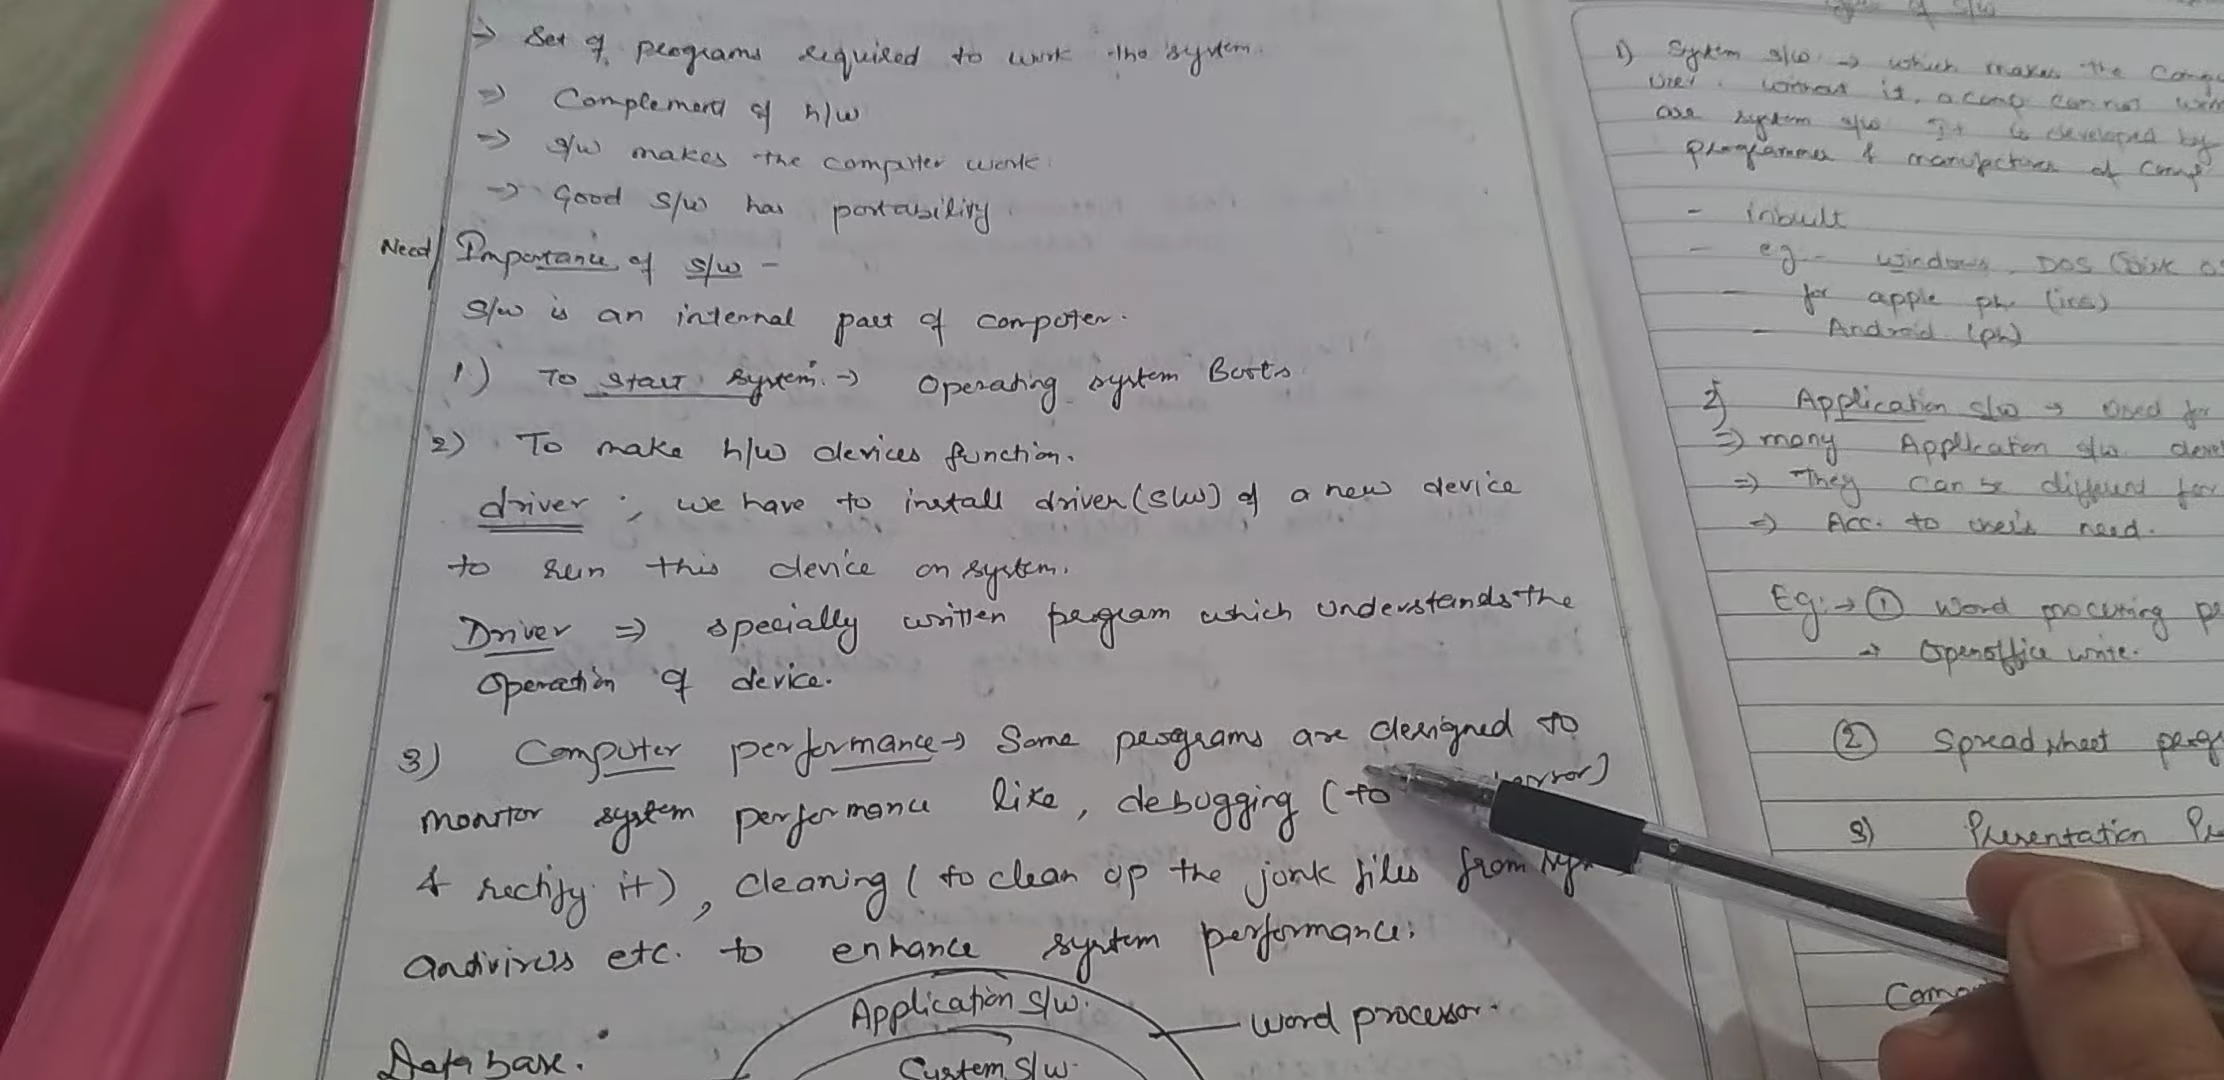 → Set of programs required to work the system.
⇒ Complement of h/w
⇒ s/w makes the computer work.
→ Good s/w has portability.
Need/ Importance of s/w -
S/w is an internal part of computer.
1.) To start system. → Operating system Boots
2) To make h/w devices function.
driver : we have to install driver (s/w) of a new device
to run this device on system.
Driver ⇒ specially written program which understands the
operation of device.
3) Computer performance → Some programs are designed to
monitor system performance like, debugging (to error)
& rectify it), cleaning ( to clean up the junk files from
antivirus etc. to enhance system performance.
Application s/w.
word processor.
Database.
System s/w.
of s/w
1) System s/w → which makes the
user. without it, a comp cannot
are system s/w It is developed by
programmer & manufacturer of comp
- inbuilt
- eg - windows, DOS (Disk
- for apple ph. (ios)
- Android (ph)
2) Application s/w → Used for
⇒ many Application s/w
⇒ They can be different for
⇒ Acc. to their need.
Eg:→ ① Word processing
→ Openoffice write.
② Spreadsheet
3) Presentation